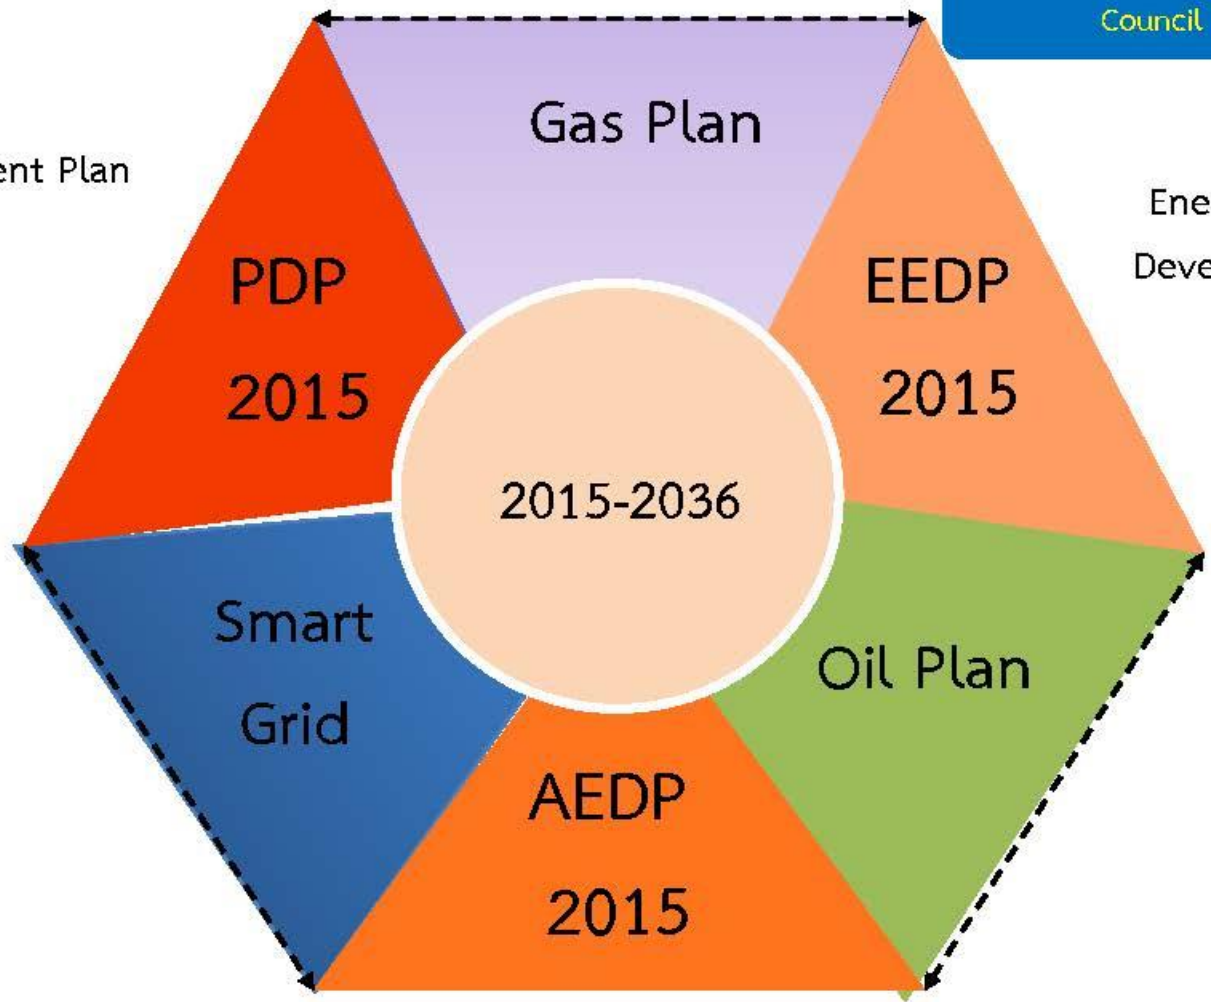 Council
Gas Plan
ent Plan
Ene
Deve
PDP
2015
EEDP
2015
2015-2036
Smart
Grid
Oil Plan
AEDP
2015